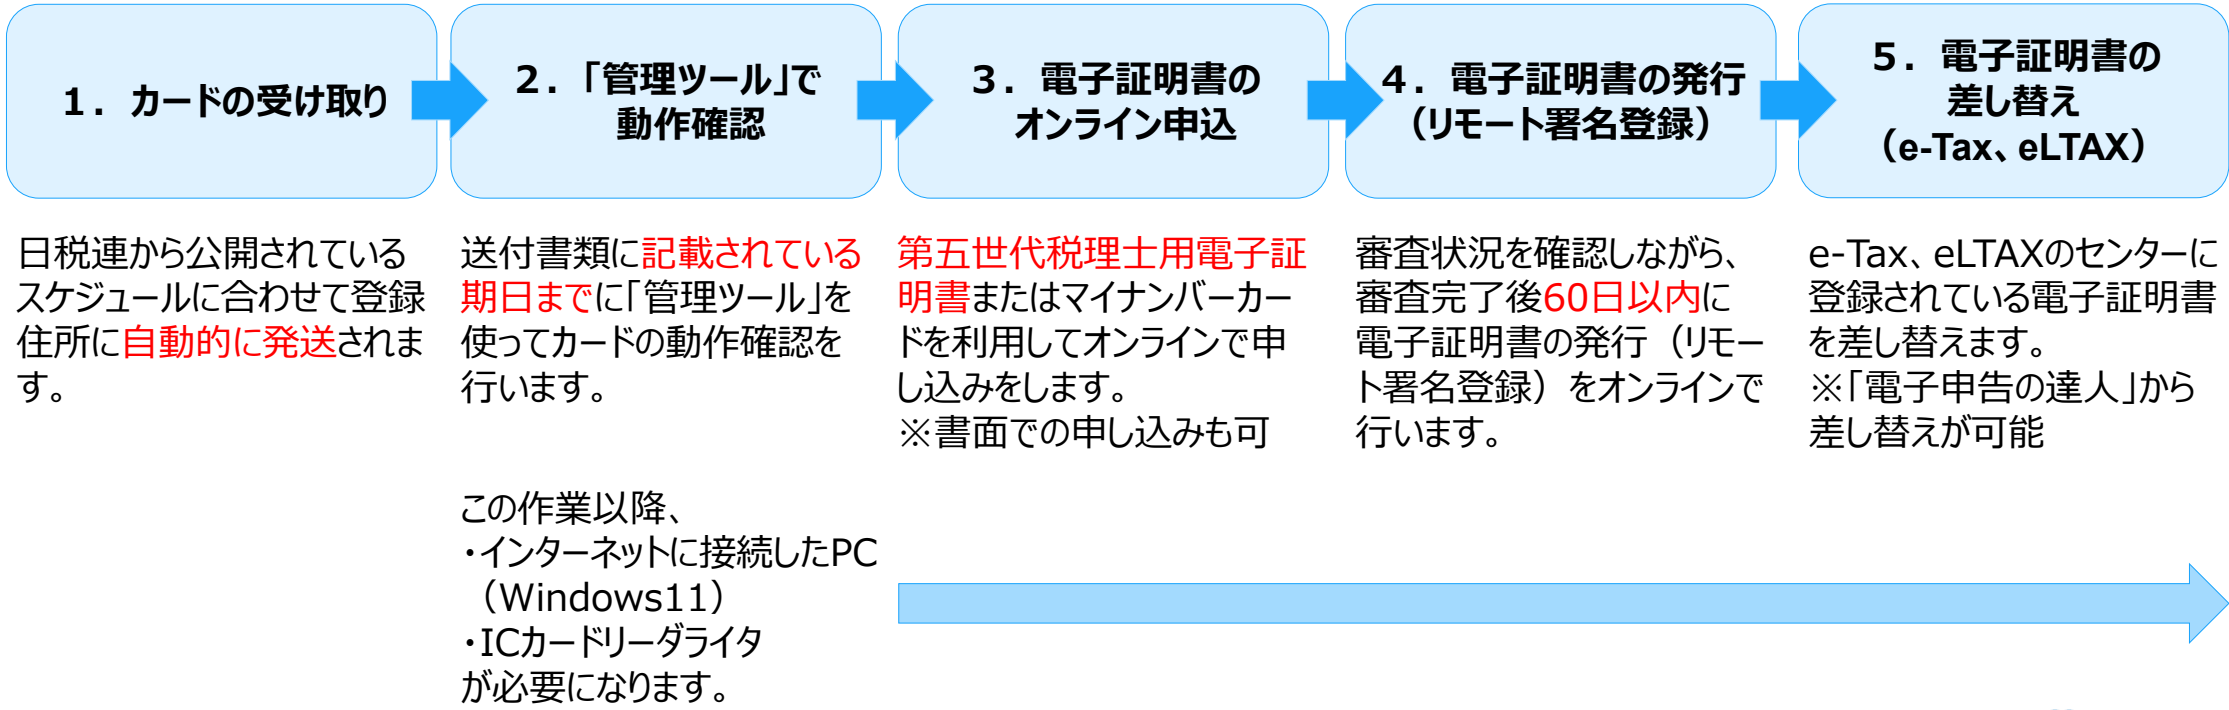 1．カードの受け取り
2．「管理ツール」で
動作確認
3．電子証明書の
オンライン申込
4．電子証明書の発行
（リモート署名登録）
5．電子証明書の
差し替え
（e-Tax、eLTAX）
日税連から公開されている
スケジュールに合わせて登録
住所に自動的に発送されま
す。
送付書類に記載されている
期日までに「管理ツール」を
使ってカードの動作確認を
行います。
この作業以降、
・インターネットに接続したPC
（Windows11）
・ICカードリーダライタ
が必要になります。
第五世代税理士用電子証
明書またはマイナンバーカー
ドを利用してオンラインで申
し込みをします。
※書面での申し込みも可
審査状況を確認しながら、
審査完了後60日以内に
電子証明書の発行（リモー
ト署名登録）をオンラインで
行います。
e-Tax、eLTAXのセンターに
登録されている電子証明書
を差し替えます。
※「電子申告の達人」から
差し替えが可能